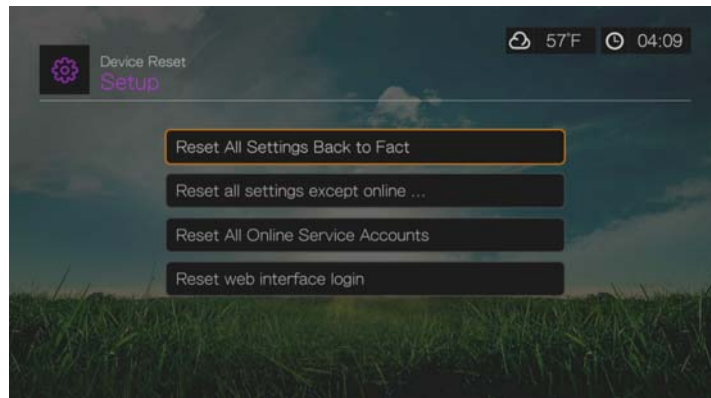 57°F 04:09
Device Reset
Setup
Reset All Settings Back to Fact
Reset all settings except online ...
Reset All Online Service Accounts
Reset web interface login